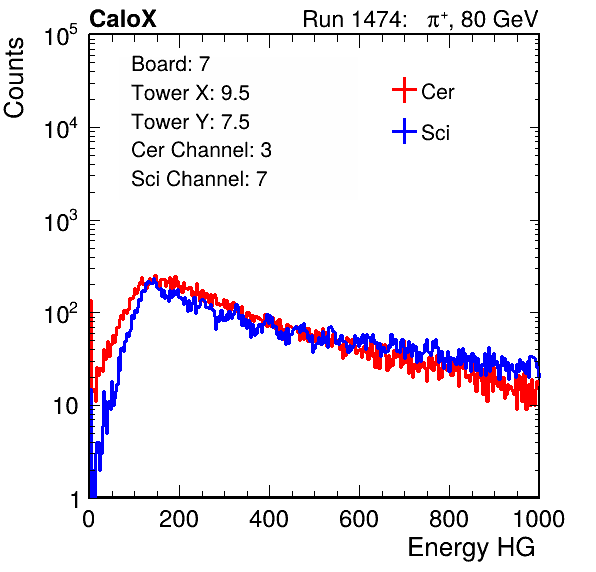 CaloX Run 1474: π⁺, 80 GeV
Counts
10⁵
10⁴
10³
10²
10
1
Board: 7
Tower X: 9.5
Tower Y: 7.5
Cer Channel: 3
Sci Channel: 7
Cer
Sci
0 200 400 600 800 1000
Energy HG